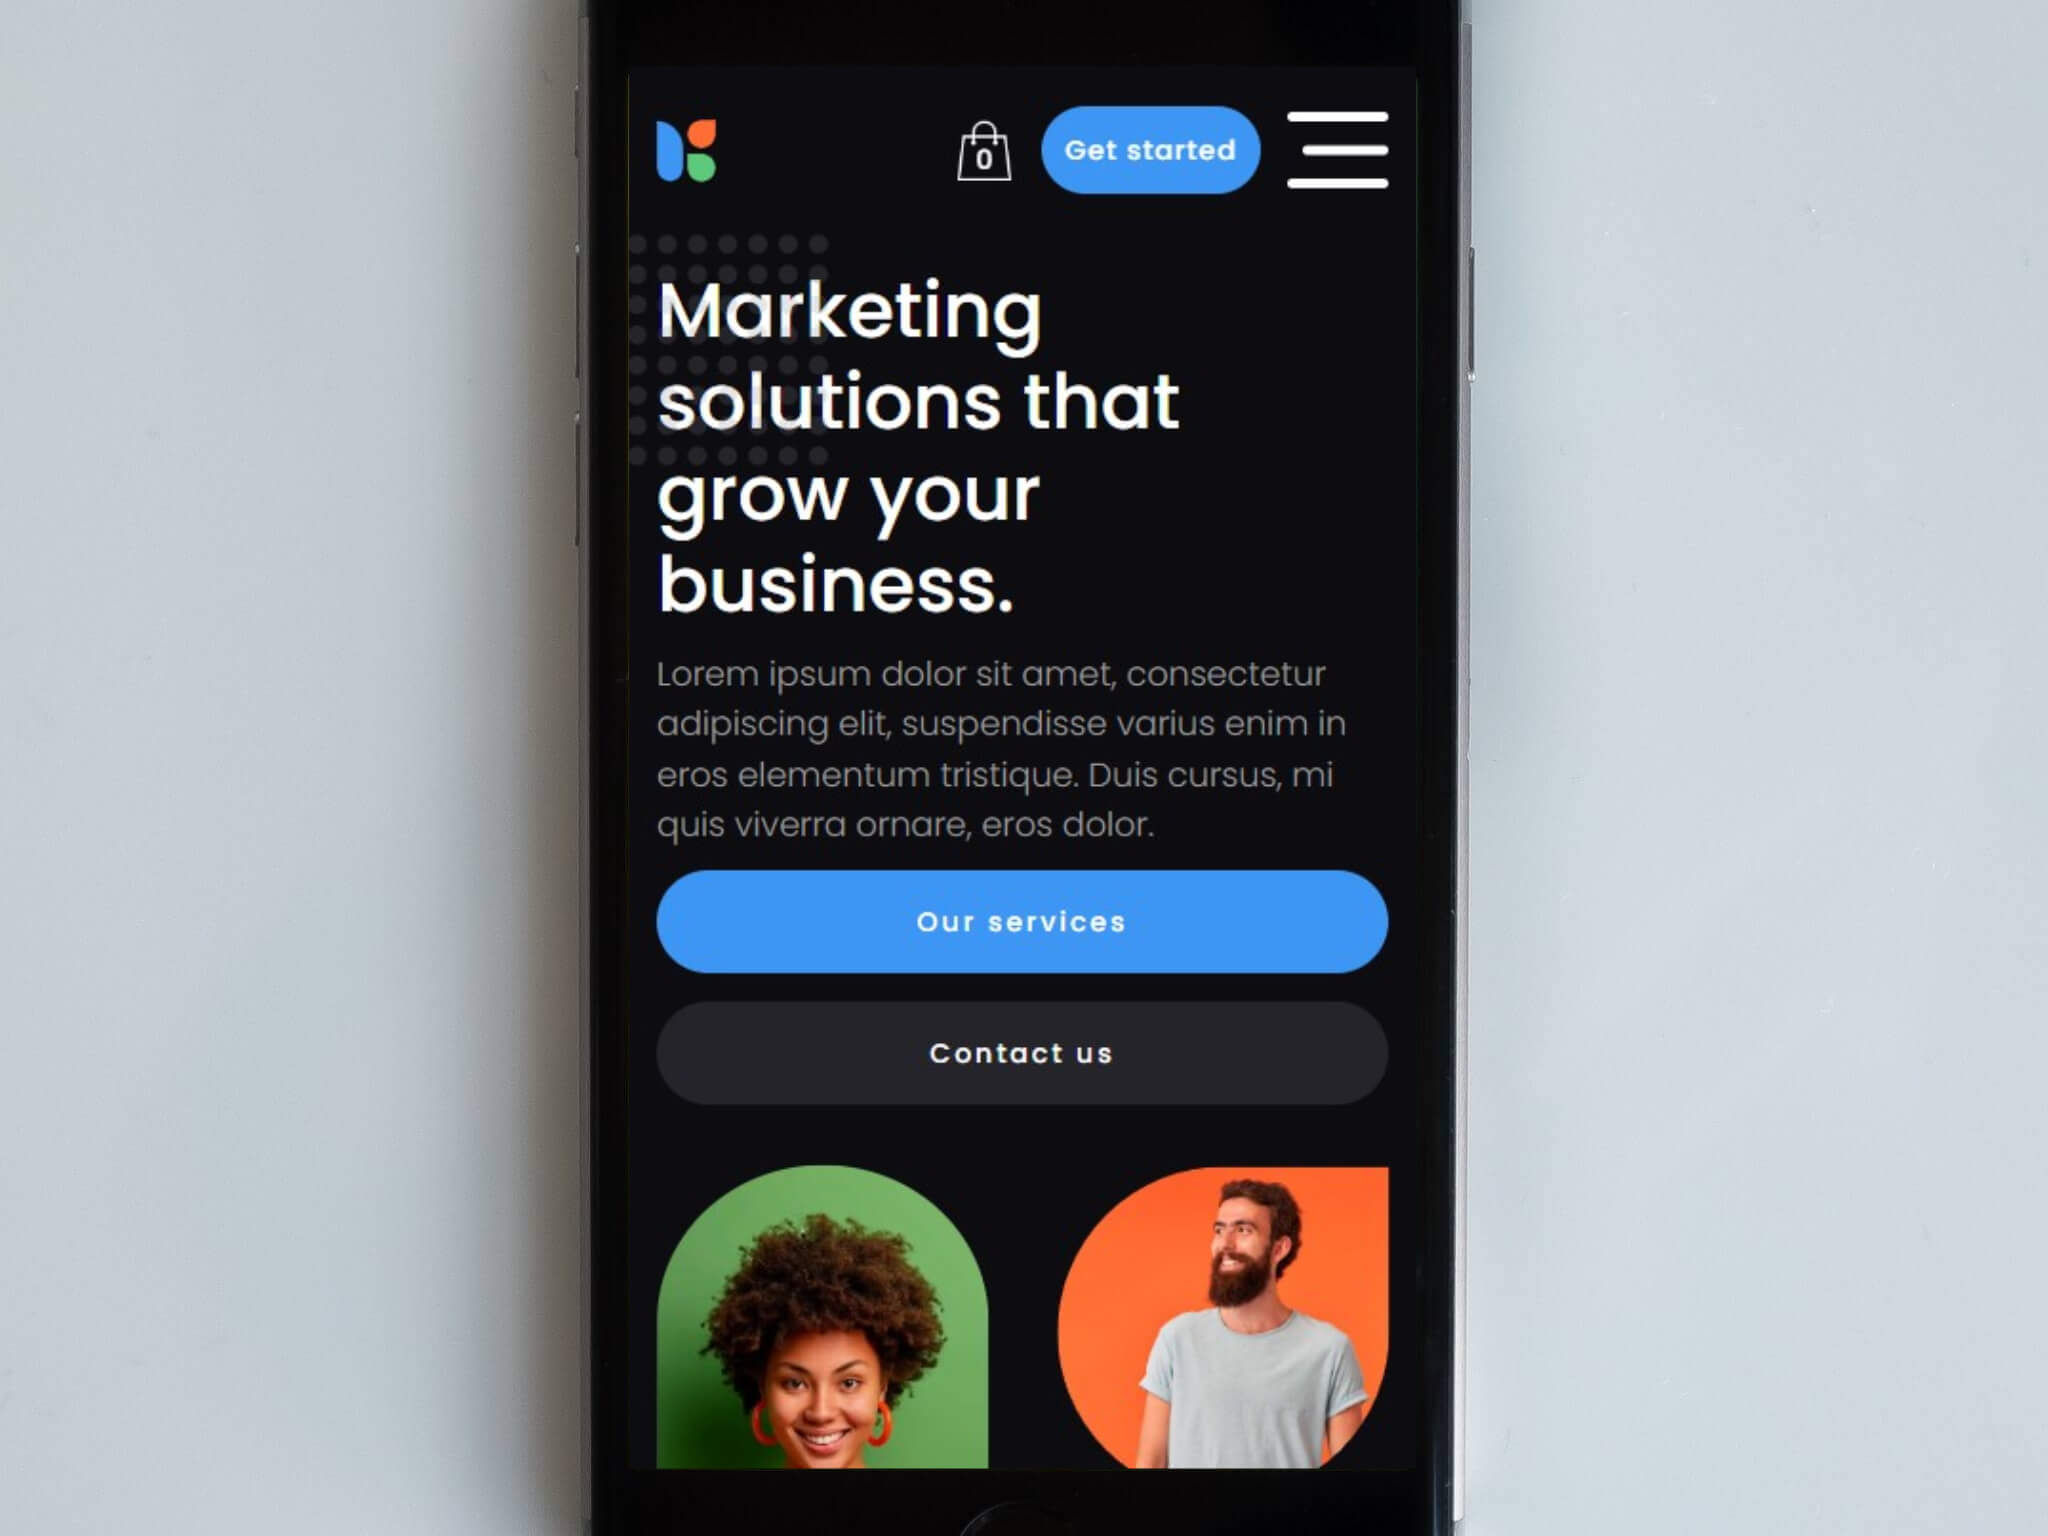 0
Get started
Marketing
solutions that
grow your
business.
Lorem ipsum dolor sit amet, consectetur
adipiscing elit, suspendisse varius enim in
eros elementum tristique. Duis cursus, mi
quis viverra ornare, eros dolor.
Our services
Contact us